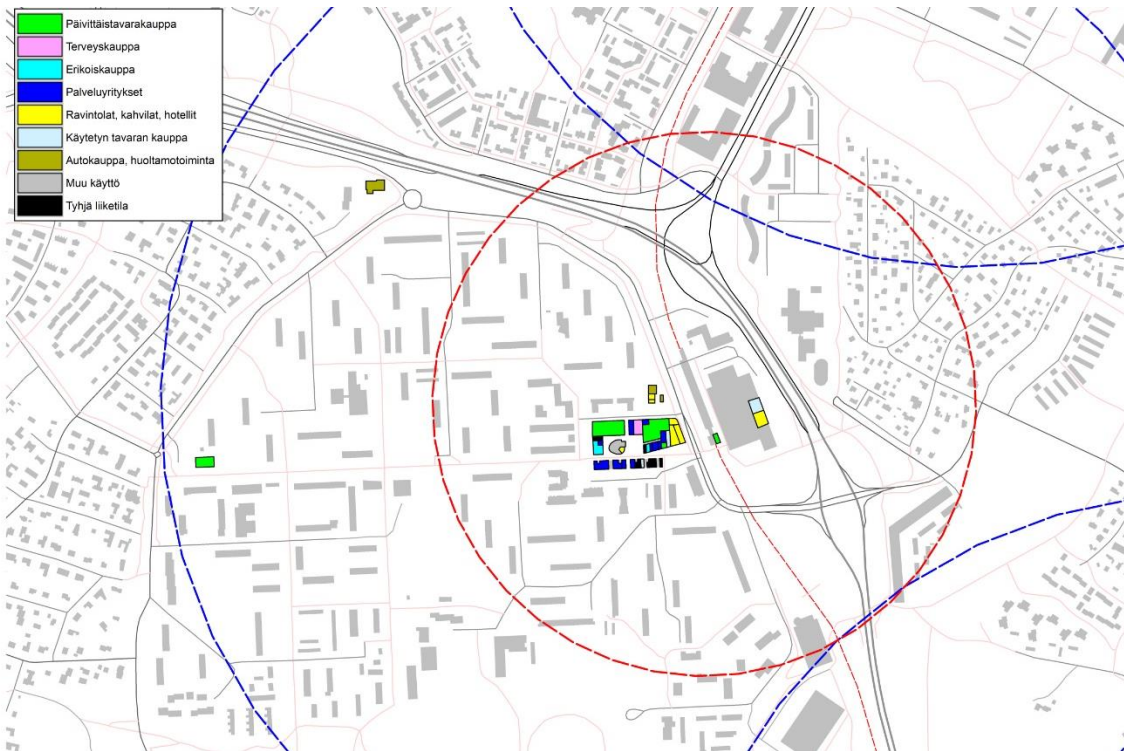 Päivittäistavarakauppa
Terveyskauppa
Erikoiskauppa
Palveluyritykset
Ravintolat, kahvilat, hotellit
Käytetyn tavaran kauppa
Autokauppa, huoltamotoiminta
Muu käyttö
Tyhjä liiketila